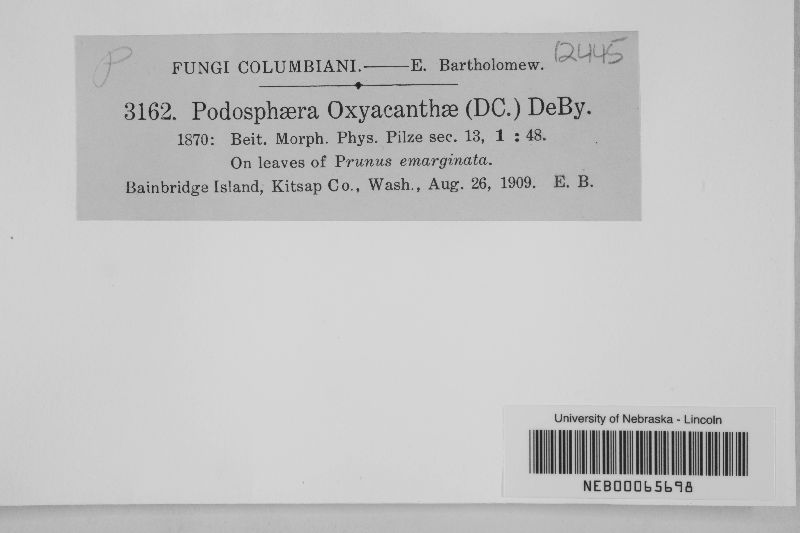 P
12445
FUNGI COLUMBIANI.——E. Bartholomew.
3162. Podosphæra Oxyacanthæ (DC.) DeBy.
1870: Beit. Morph. Phys. Pilze sec. 13, 1 : 48.
On leaves of Prunus emarginata.
Bainbridge Island, Kitsap Co., Wash., Aug. 26, 1909. E. B.
University of Nebraska - Lincoln
NEB00065698